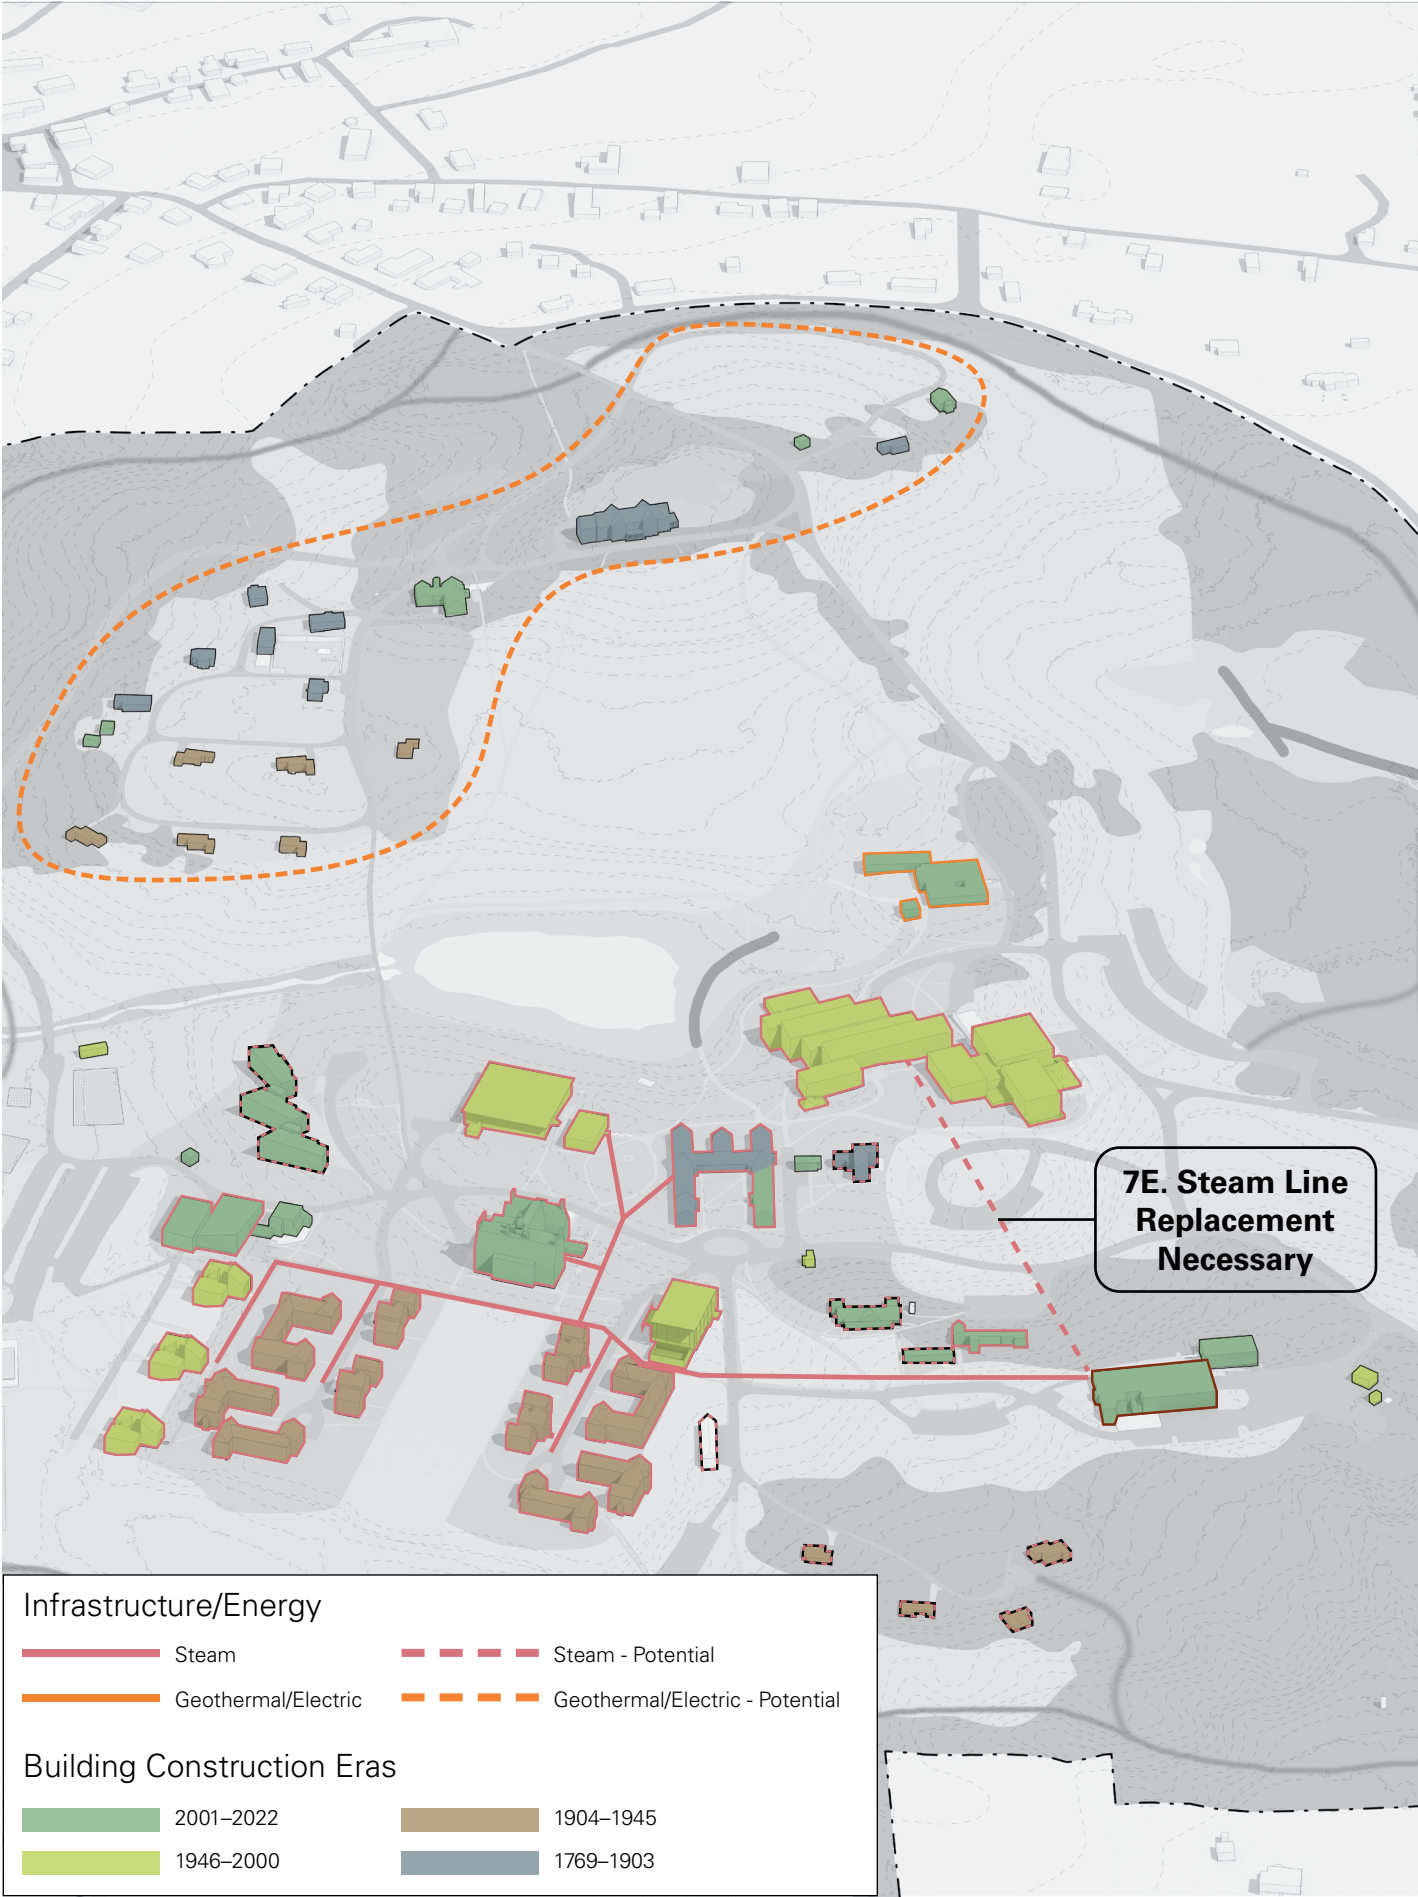 7E. Steam Line
Replacement
Necessary
Infrastructure/Energy
Steam
Steam - Potential
Geothermal/Electric
Geothermal/Electric - Potential
Building Construction Eras
2001–2022
1904–1945
1946–2000
1769–1903